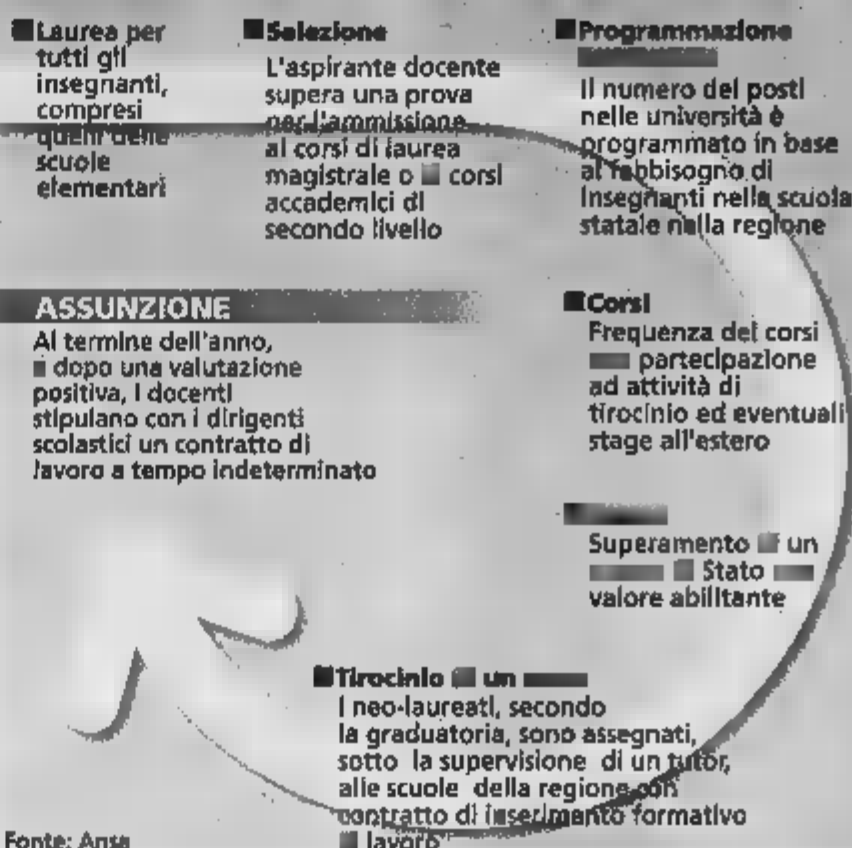 Laurea per
tutti gli
insegnanti,
compresi
quelli delle
scuole
elementari
Selezione
L'aspirante docente
supera una prova
per l'ammissione
ai corsi di laurea
magistrale o corsi
accademici di
secondo livello
Programmazione
Il numero dei posti
nelle università è
programmato in base
al fabbisogno di
insegnanti nella scuola
statale nella regione
Corsi
Frequenza dei corsi
partecipazione
ad attività di
tirocinio ed eventuali
stage all'estero
Superamento un
Stato
valore abilitante
Tirocinio un
I neo-laureati, secondo
la graduatoria, sono assegnati,
sotto la supervisione di un tutor,
alle scuole della regione con
contratto di inserimento formativo
lavoro
ASSUNZIONE
Al termine dell'anno,
dopo una valutazione
positiva, i docenti
stipulano con i dirigenti
scolastici un contratto di
lavoro a tempo indeterminato
Fonte: Ansa